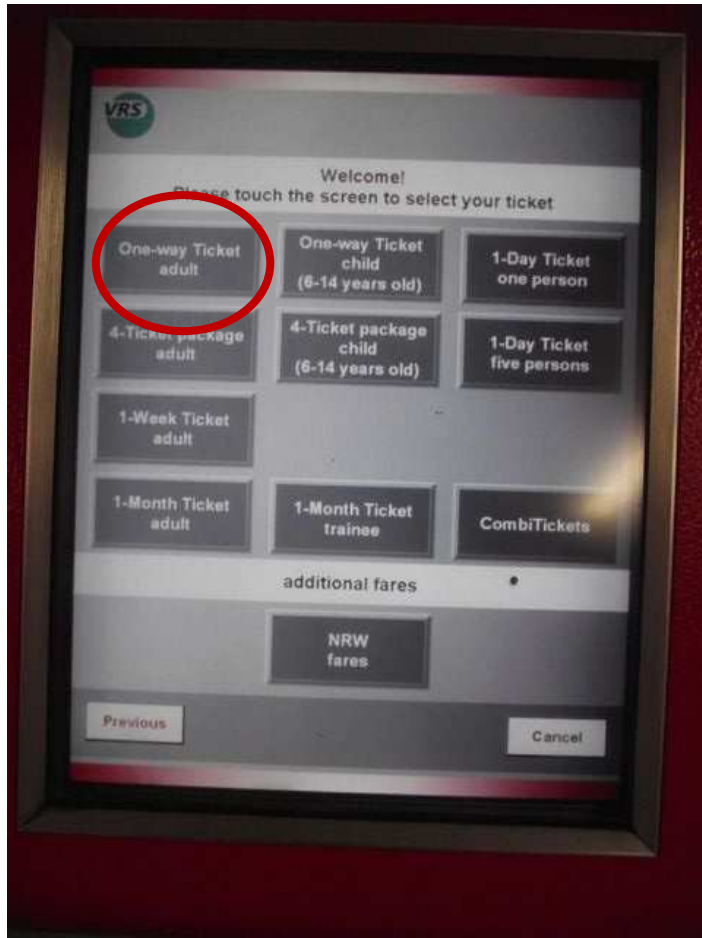 VRS
Welcome!
Please touch the screen to select your ticket
One-way Ticket
adult
One-way Ticket
child
(6-14 years old)
1-Day Ticket
one person
4-Ticket package
adult
4-Ticket package
child
(6-14 years old)
1-Day Ticket
five persons
1-Week Ticket
adult
1-Month Ticket
adult
1-Month Ticket
trainee
CombiTickets
additional fares
NRW
fares
Previous
Cancel